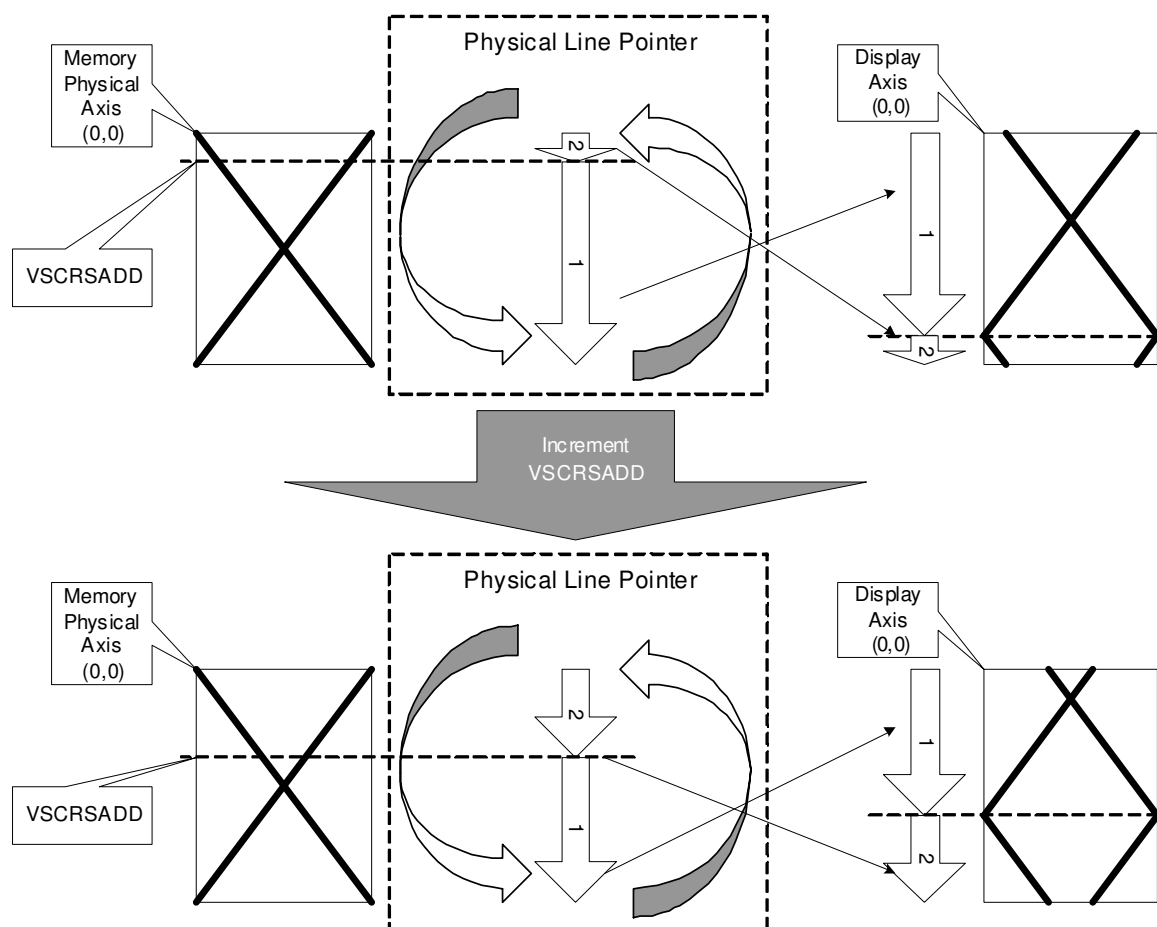 Physical Line Pointer
Memory
Physical
Axis
(0,0)
Display
Axis
(0,0)
2
1
1
2
VSCRSADD
Increment
VSCRSADD
Physical Line Pointer
Memory
Physical
Axis
(0,0)
Display
Axis
(0,0)
2
1
1
2
VSCRSADD